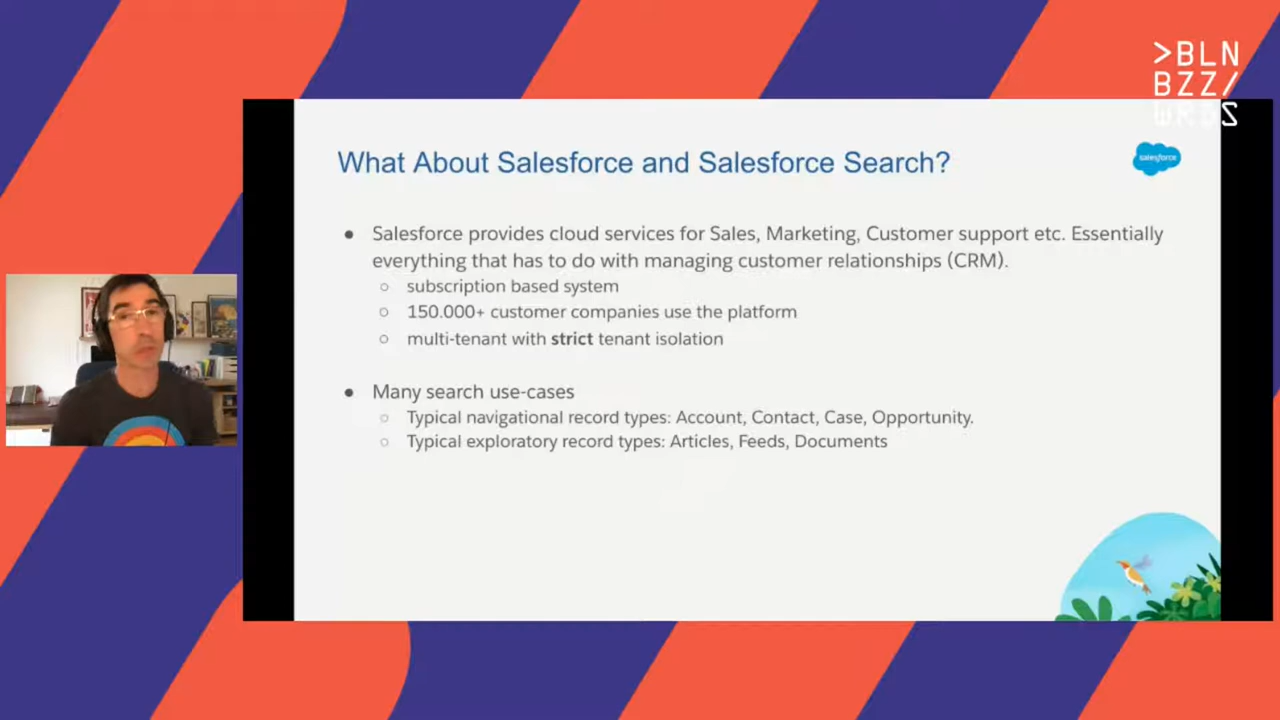 >BLN
BZZ/
WRDS
What About Salesforce and Salesforce Search?
salesforce
● Salesforce provides cloud services for Sales, Marketing, Customer support etc. Essentially
everything that has to do with managing customer relationships (CRM).
○ subscription based system
○ 150.000+ customer companies use the platform
○ multi-tenant with strict tenant isolation
● Many search use-cases
○ Typical navigational record types: Account, Contact, Case, Opportunity.
○ Typical exploratory record types: Articles, Feeds, Documents